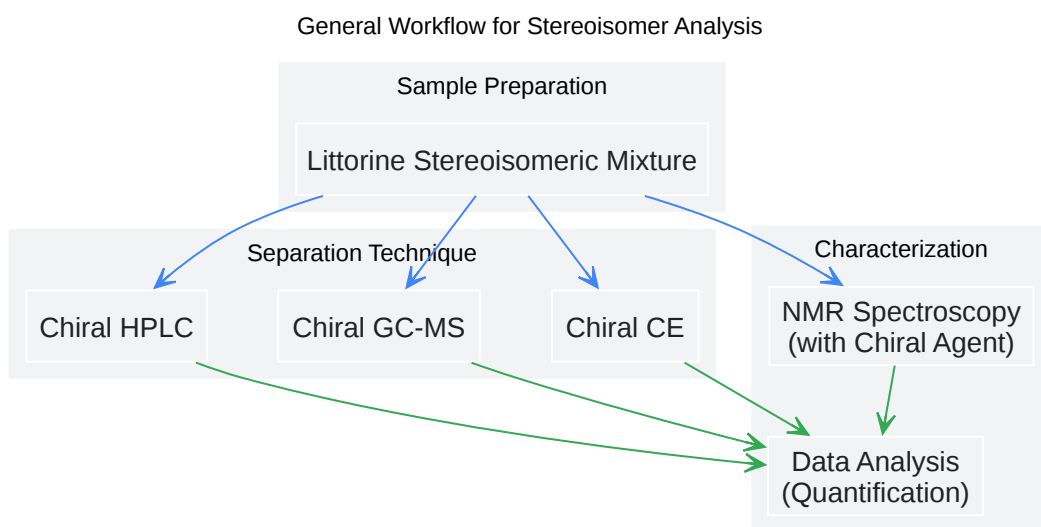 General Workflow for Stereoisomer Analysis
Sample Preparation
Littorine Stereoisomeric Mixture
Separation Technique
Chiral HPLC
Chiral GC-MS
Chiral CE
Characterization
NMR Spectroscopy
(with Chiral Agent)
Data Analysis
(Quantification)